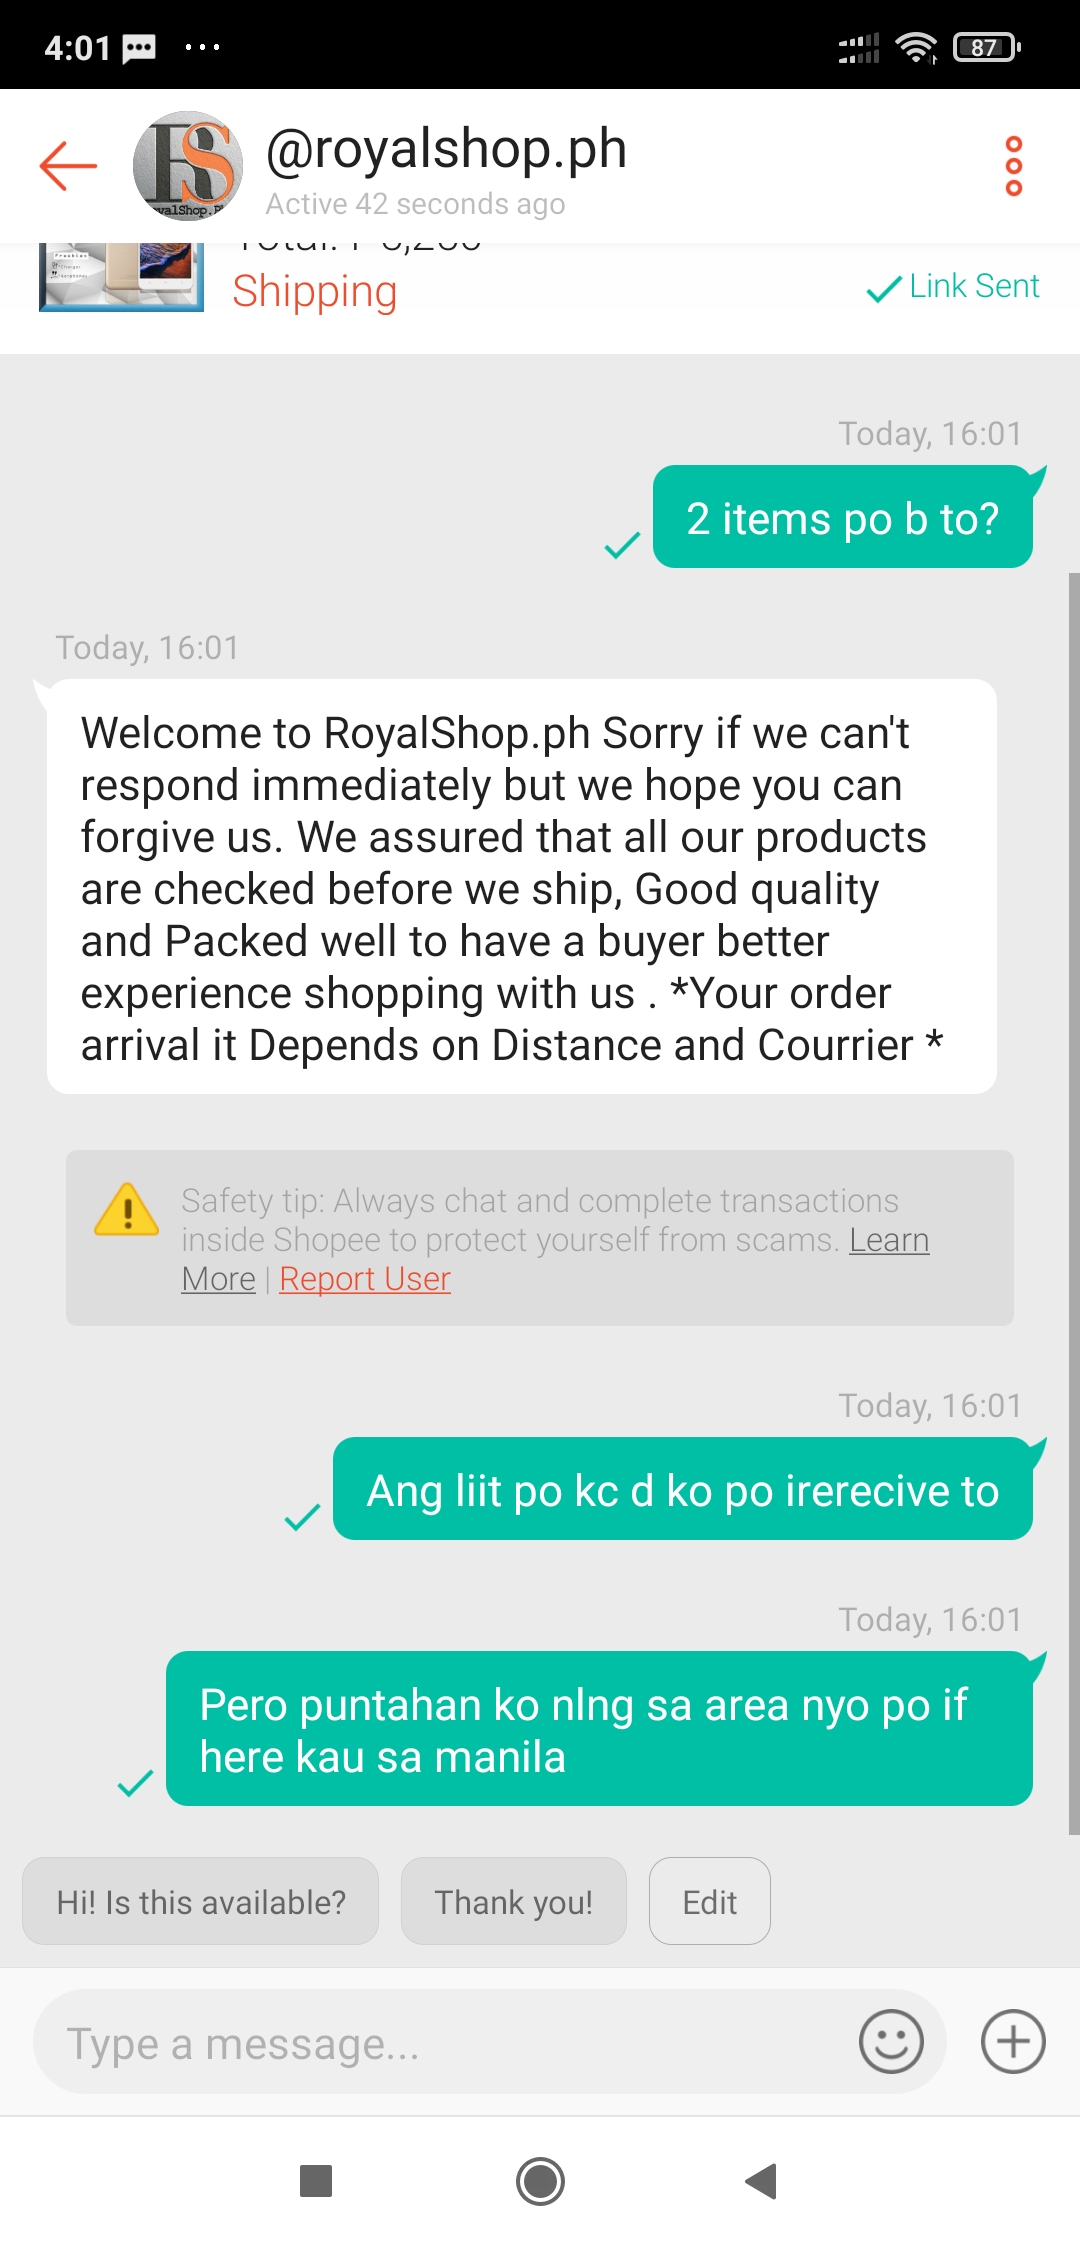 4:01
87
@royalshop.ph
Active 42 seconds ago
Shipping
Link Sent
Today, 16:01
2 items po b to?
Today, 16:01
Welcome to RoyalShop.ph Sorry if we can't
respond immediately but we hope you can
forgive us. We assured that all our products
are checked before we ship, Good quality
and Packed well to have a buyer better
experience shopping with us . *Your order
arrival it Depends on Distance and Courrier *
Safety tip: Always chat and complete transactions
inside Shopee to protect yourself from scams. Learn
More | Report User
Today, 16:01
Ang liit po kc d ko po irerecive to
Today, 16:01
Pero puntahan ko nlng sa area nyo po if
here kau sa manila
Hi! Is this available?
Thank you!
Edit
Type a message...